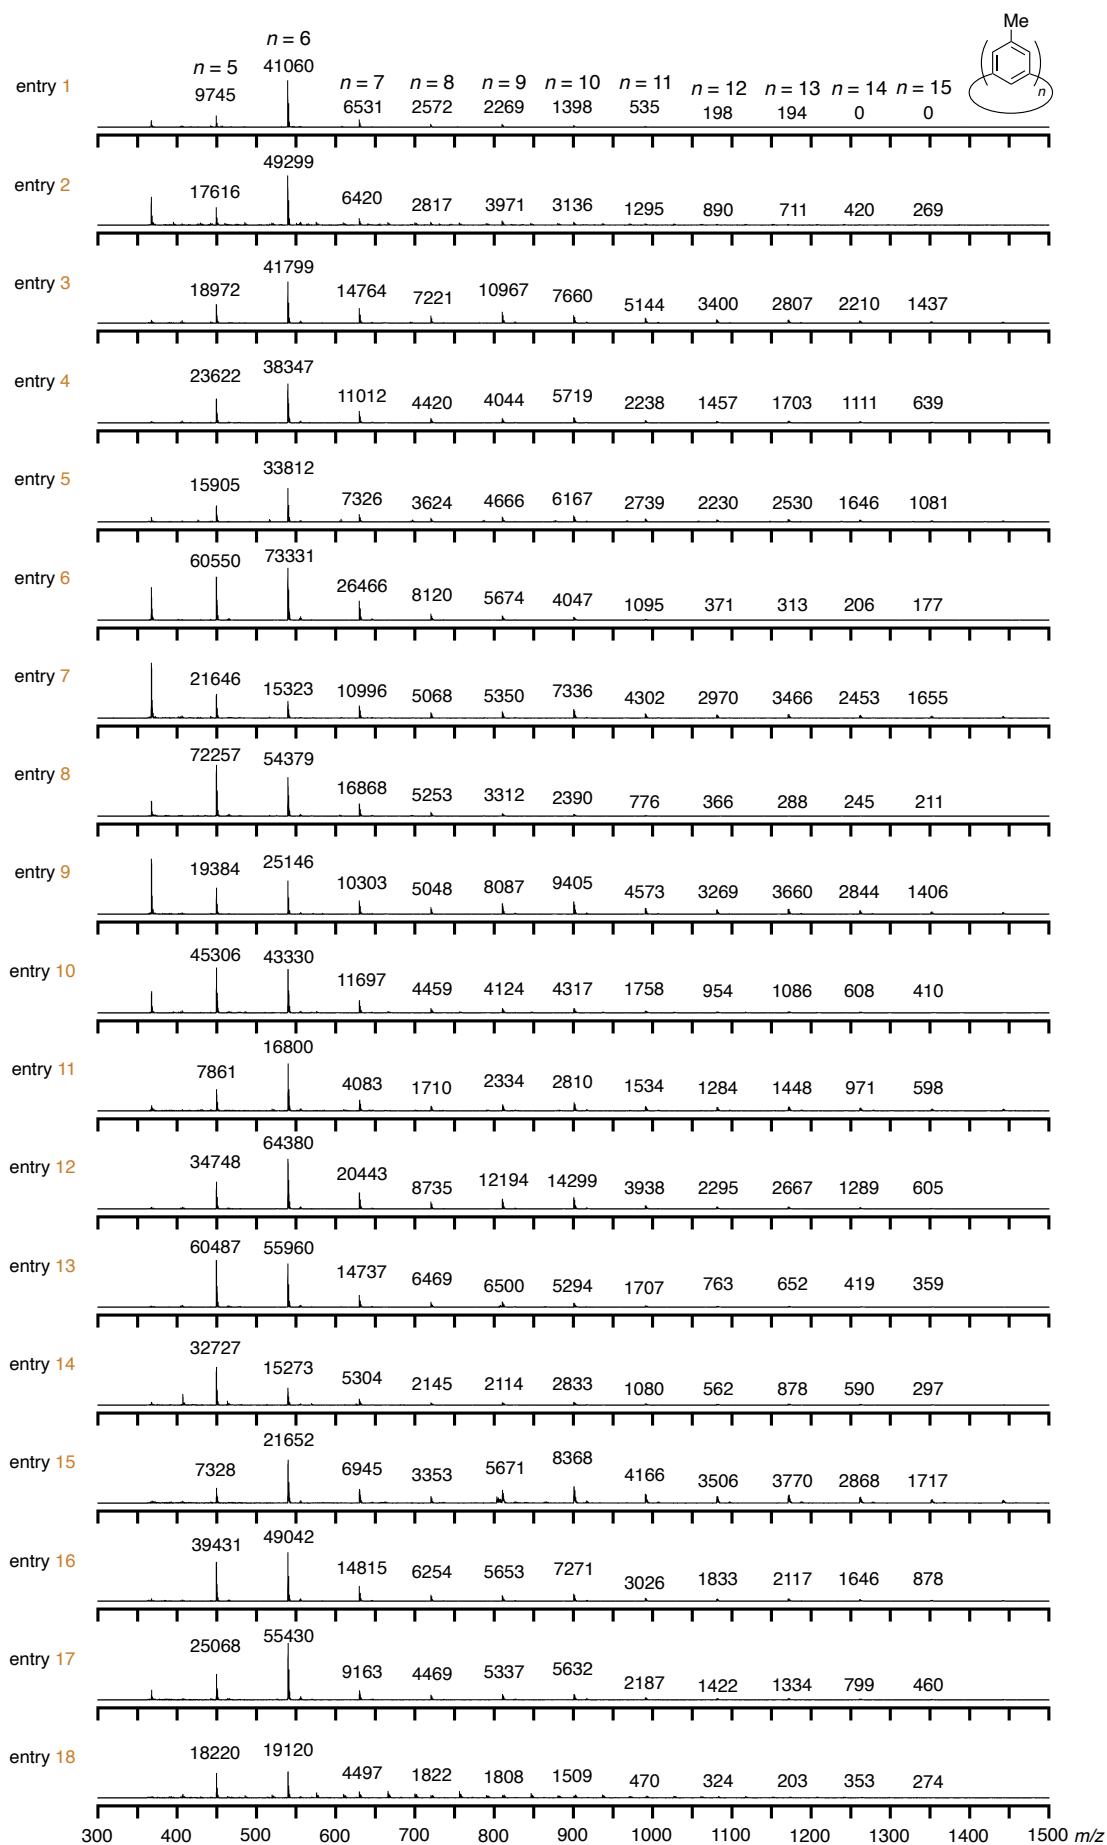 Me
n
n = 5 n = 6 n = 7 n = 8 n = 9 n = 10 n = 11 n = 12 n = 13 n = 14 n = 15
entry 1 9745 41060 6531 2572 2269 1398 535 198 194 0 0
entry 2 17616 49299 6420 2817 3971 3136 1295 890 711 420 269
entry 3 18972 41799 14764 7221 10967 7660 5144 3400 2807 2210 1437
entry 4 23622 38347 11012 4420 4044 5719 2238 1457 1703 1111 639
entry 5 15905 33812 7326 3624 4666 6167 2739 2230 2530 1646 1081
entry 6 60550 73331 26466 8120 5674 4047 1095 371 313 206 177
entry 7 21646 15323 10996 5068 5350 7336 4302 2970 3466 2453 1655
entry 8 72257 54379 16868 5253 3312 2390 776 366 288 245 211
entry 9 19384 25146 10303 5048 8087 9405 4573 3269 3660 2844 1406
entry 10 45306 43330 11697 4459 4124 4317 1758 954 1086 608 410
entry 11 7861 16800 4083 1710 2334 2810 1534 1284 1448 971 598
entry 12 34748 64380 20443 8735 12194 14299 3938 2295 2667 1289 605
entry 13 60487 55960 14737 6469 6500 5294 1707 763 652 419 359
entry 14 32727 15273 5304 2145 2114 2833 1080 562 878 590 297
entry 15 7328 21652 6945 3353 5671 8368 4166 3506 3770 2868 1717
entry 16 39431 49042 14815 6254 5653 7271 3026 1833 2117 1646 878
entry 17 25068 55430 9163 4469 5337 5632 2187 1422 1334 799 460
entry 18 18220 19120 4497 1822 1808 1509 470 324 203 353 274
300 400 500 600 700 800 900 1000 1100 1200 1300 1400 1500 m/z